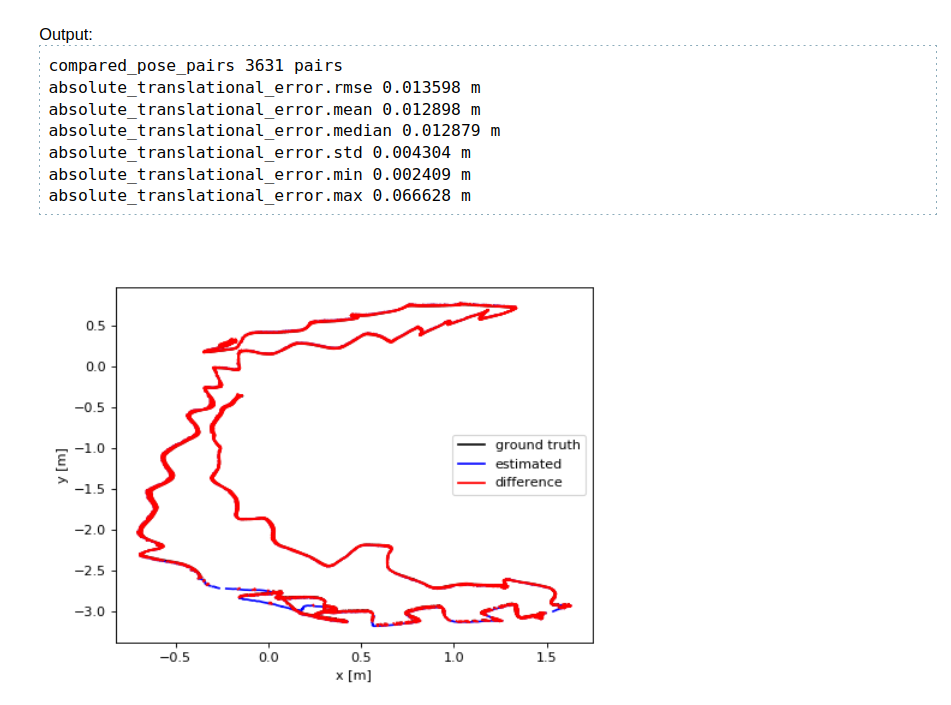 Output:
compared_pose_pairs 3631 pairs
absolute_translational_error.rmse 0.013598 m
absolute_translational_error.mean 0.012898 m
absolute_translational_error.median 0.012879 m
absolute_translational_error.std 0.004304 m
absolute_translational_error.min 0.002409 m
absolute_translational_error.max 0.066628 m
0.5
0.0
−0.5
−1.0
−1.5
−2.0
−2.5
−3.0
y [m]
ground truth
estimated
difference
−0.5 0.0 0.5 1.0 1.5
x [m]